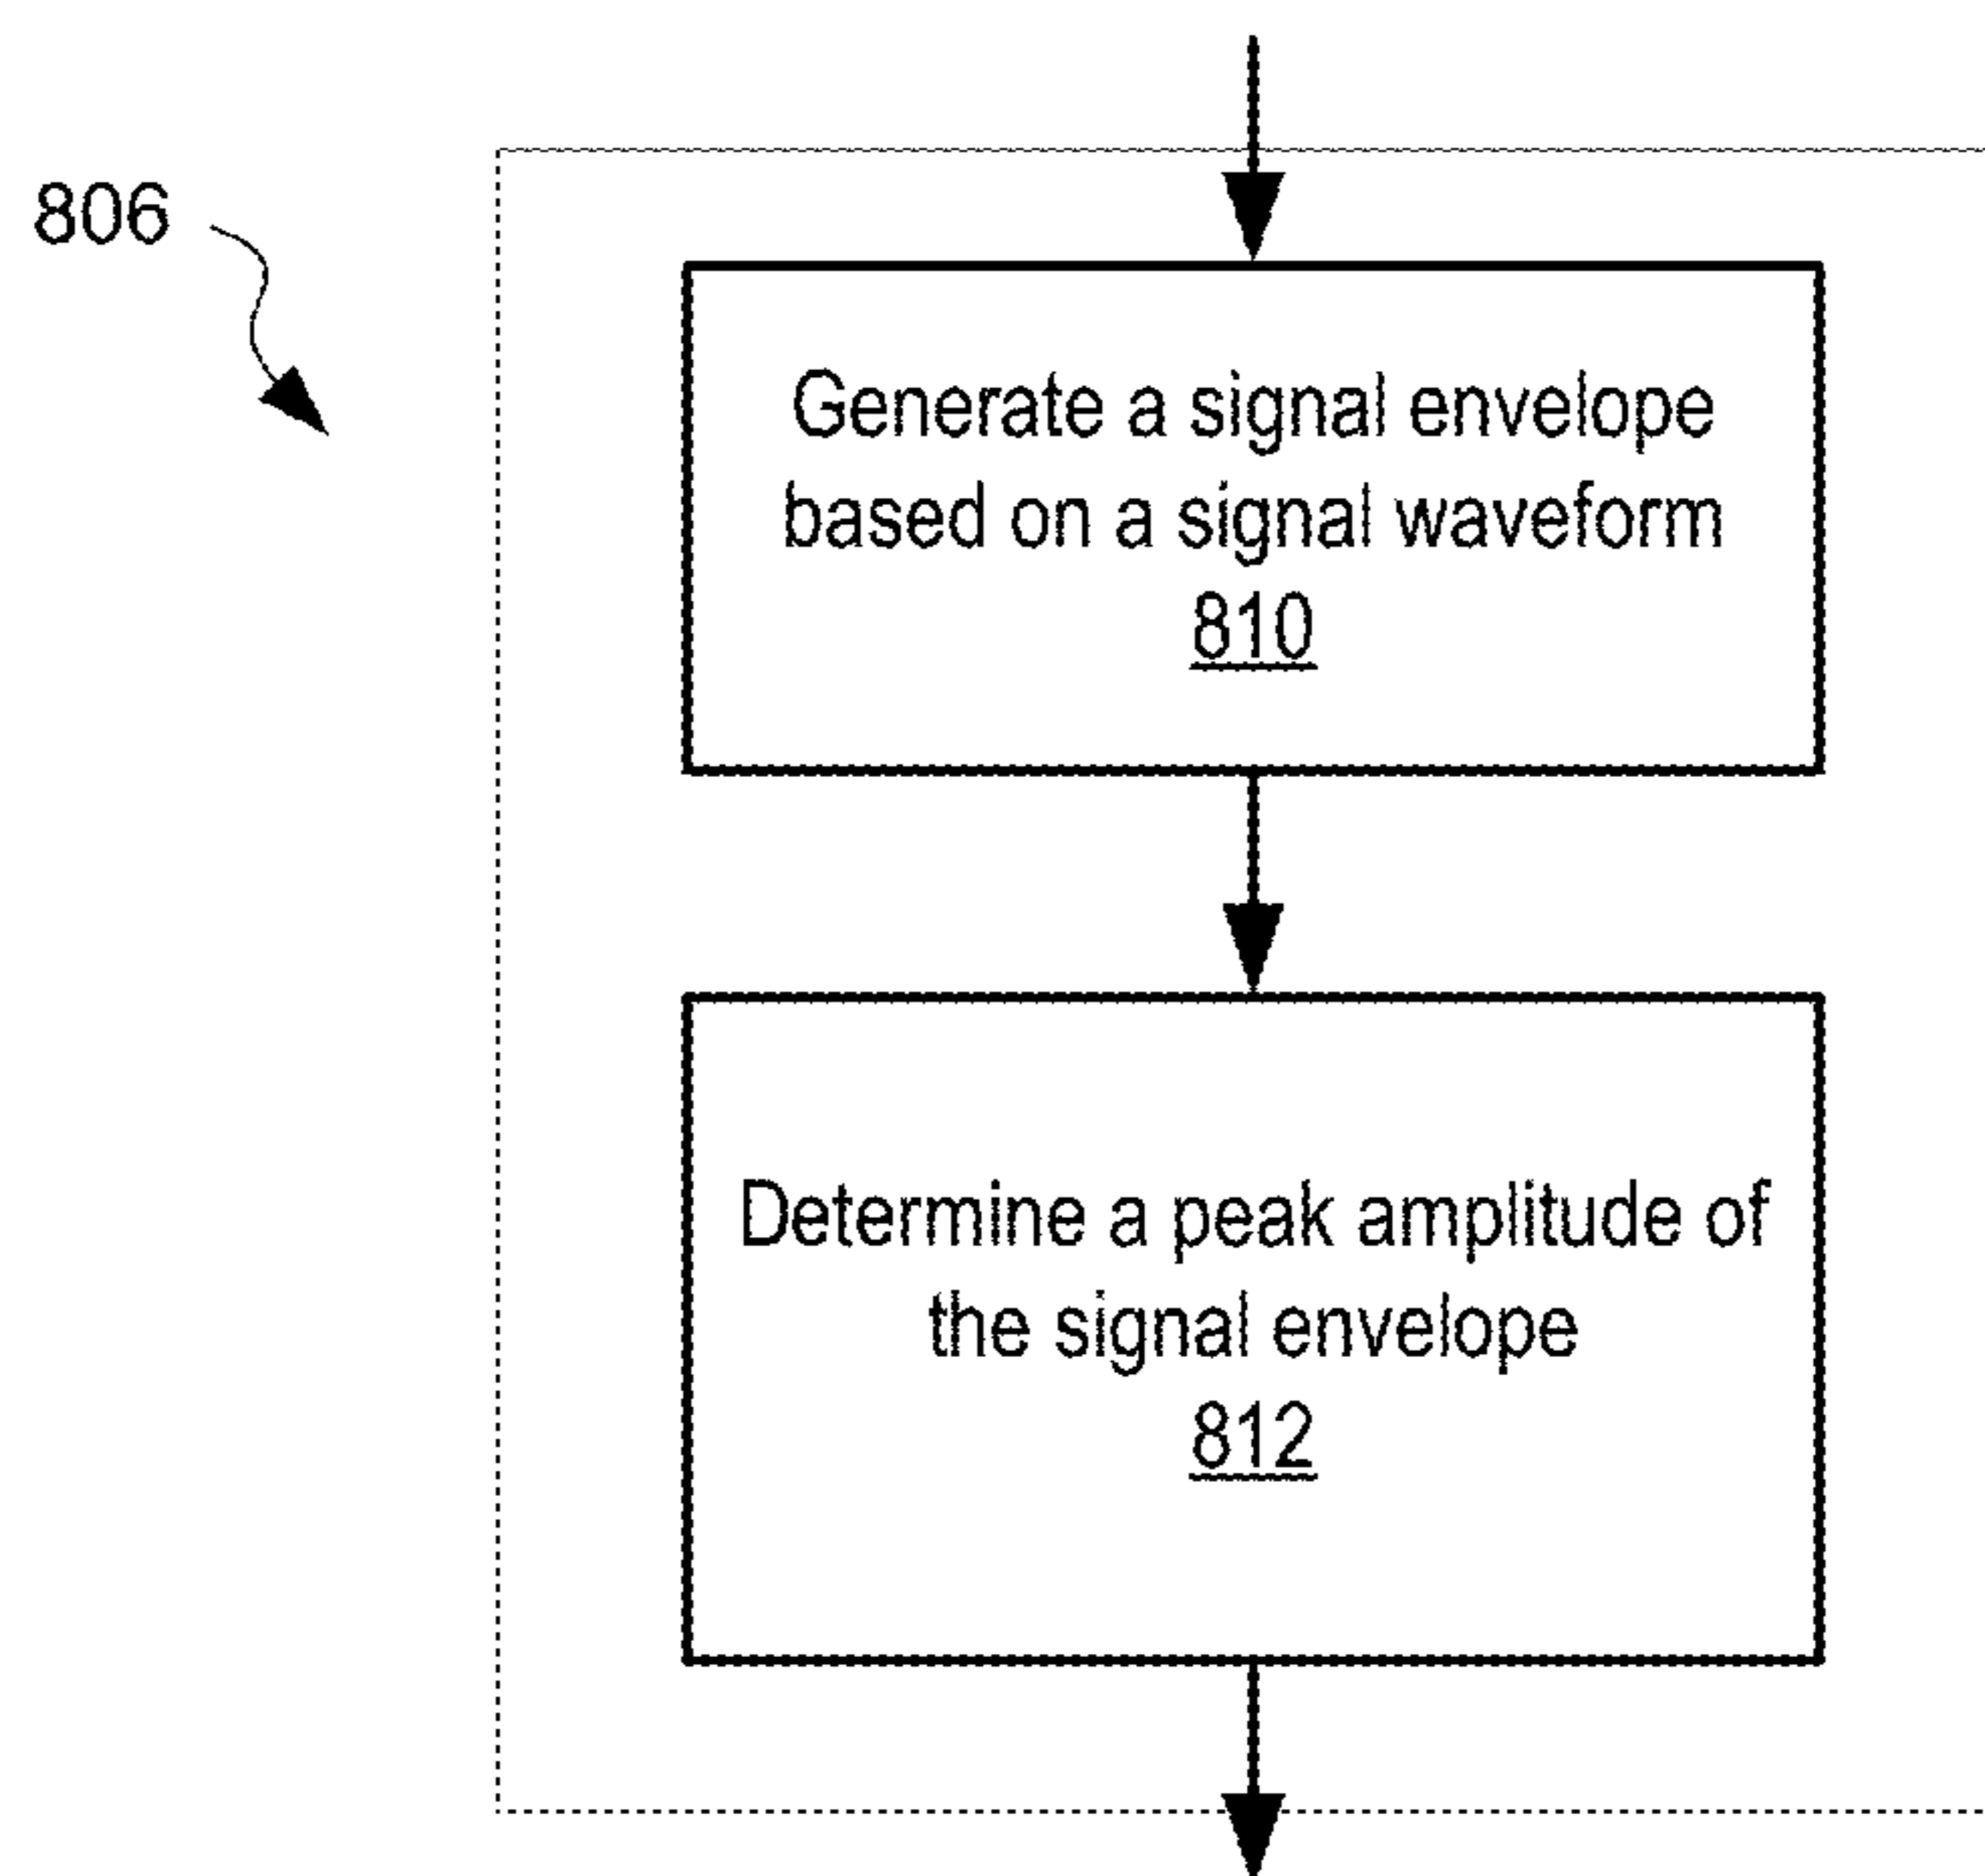 806
Generate a signal envelope
based on a signal waveform
810
Determine a peak amplitude of
the signal envelope
812